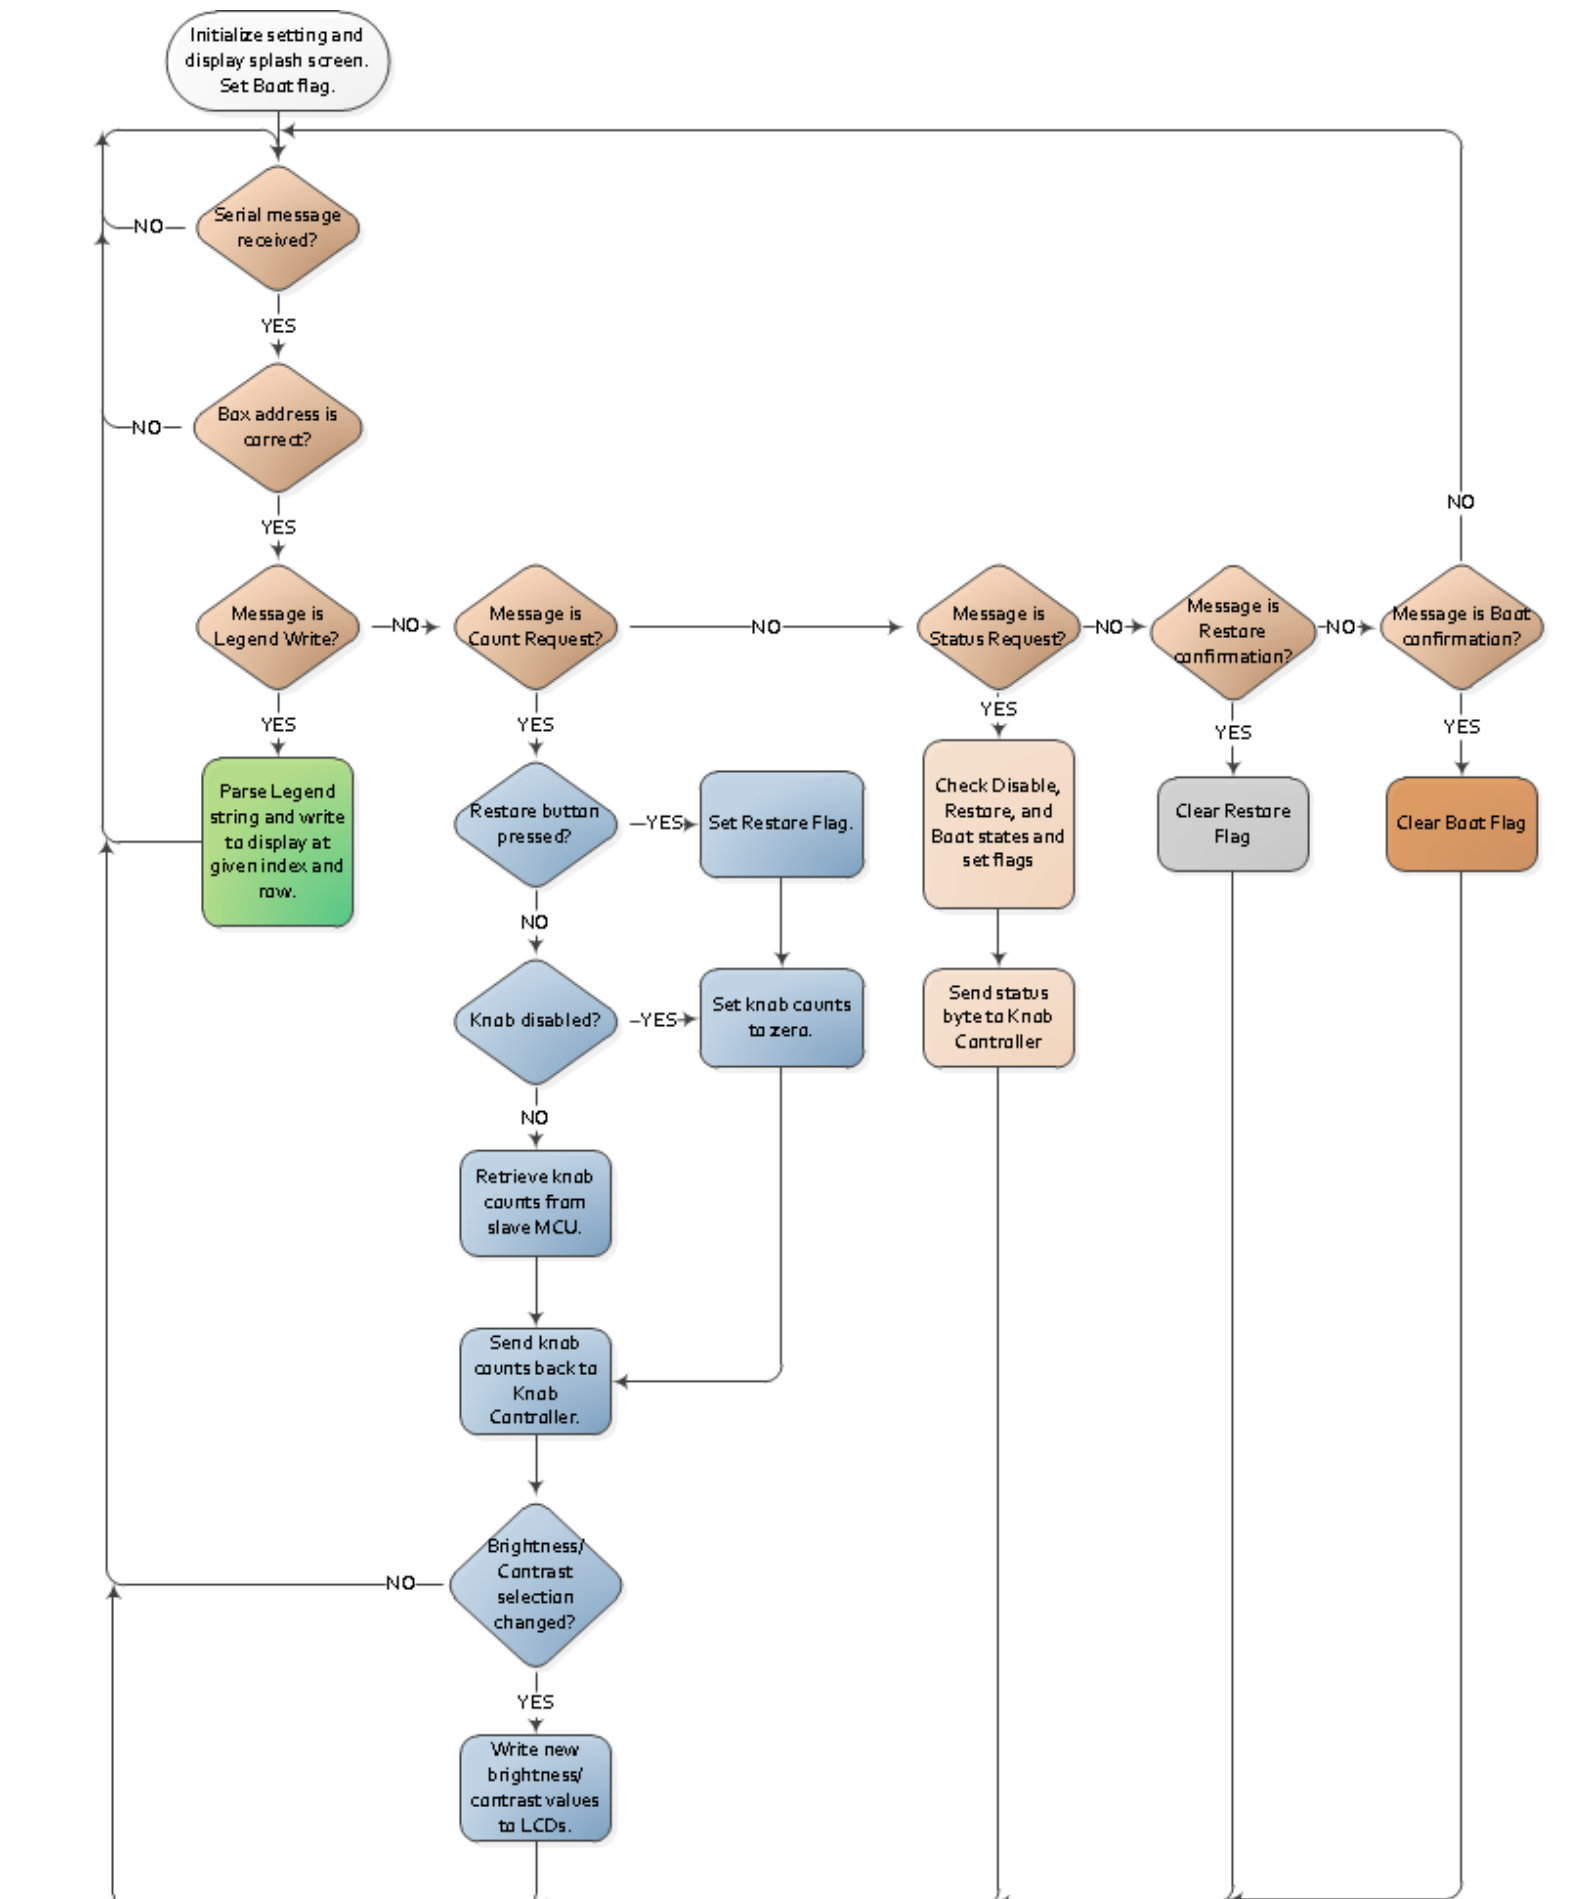 Initialize setting and
display splash screen.
Set Boot flag.
Serial message
received?
NO
YES
Box address is
correct?
NO
YES
NO
Message is
Legend Write?
NO
Message is
Count Request?
NO
Message is
Status Request?
NO
Message is
Restore
confirmation?
NO
Message is Boot
confirmation?
YES
YES
YES
YES
YES
Parse Legend
string and write
to display at
given index and
row.
Restore button
pressed?
YES
Set Restore Flag.
Check Disable,
Restore, and
Boot states and
set flags
Clear Restore
Flag
Clear Boot Flag
NO
Knob disabled?
YES
Set knob counts
to zero.
Send status
byte to Knob
Controller
NO
Retrieve knob
counts from
slave MCU.
Send knob
counts back to
Knob
Controller.
Brightness/
Contrast
selection
changed?
NO
YES
Write new
brightness/
contrast values
to LCDs.